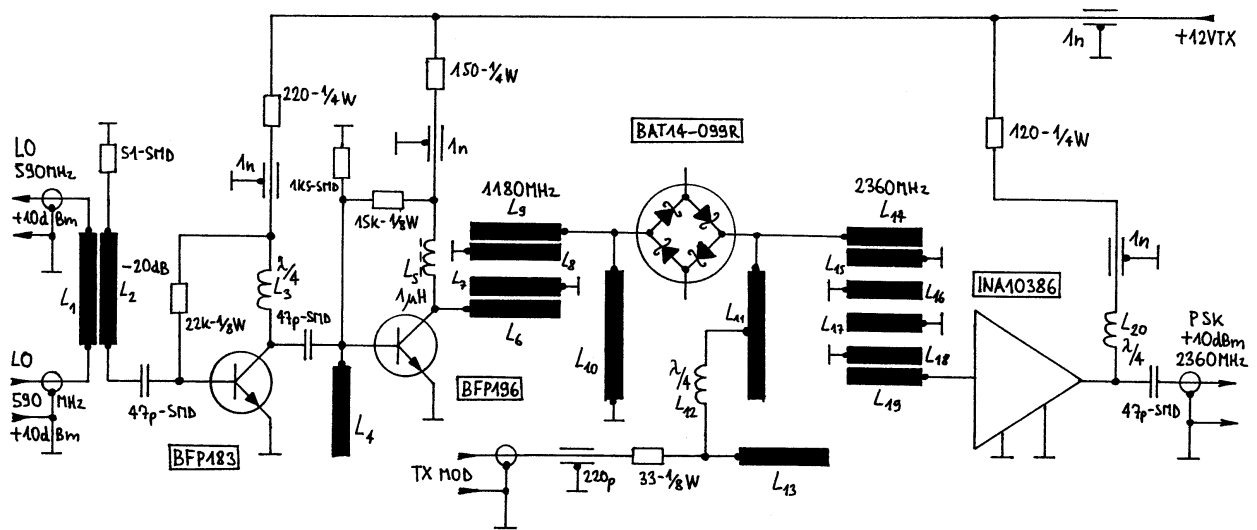 1n
+12VTX
150-¼W
220-¼W
BAT14-099R
120-¼W
LO
590MHz
+10dBm
51-SMD
1n
1k5-SMD
1n
15k-⅛W
1180MHz
L9
2360MHz
L14
-20dB
L1
L2
λ/4
L3
L5
L7
L8
L15
1n
22k-⅛W
47p-SMD
1µH
L6
L11
L16
INA10386
L17
L20
λ/4
PSK
+10dBm
2360MHz
LO
590 MHz
+10dBm
47p-SMD
BFP183
L4
BFP196
L10
λ/4
L12
L18
L19
47p-SMD
TX MOD
220p
33-⅛W
L13